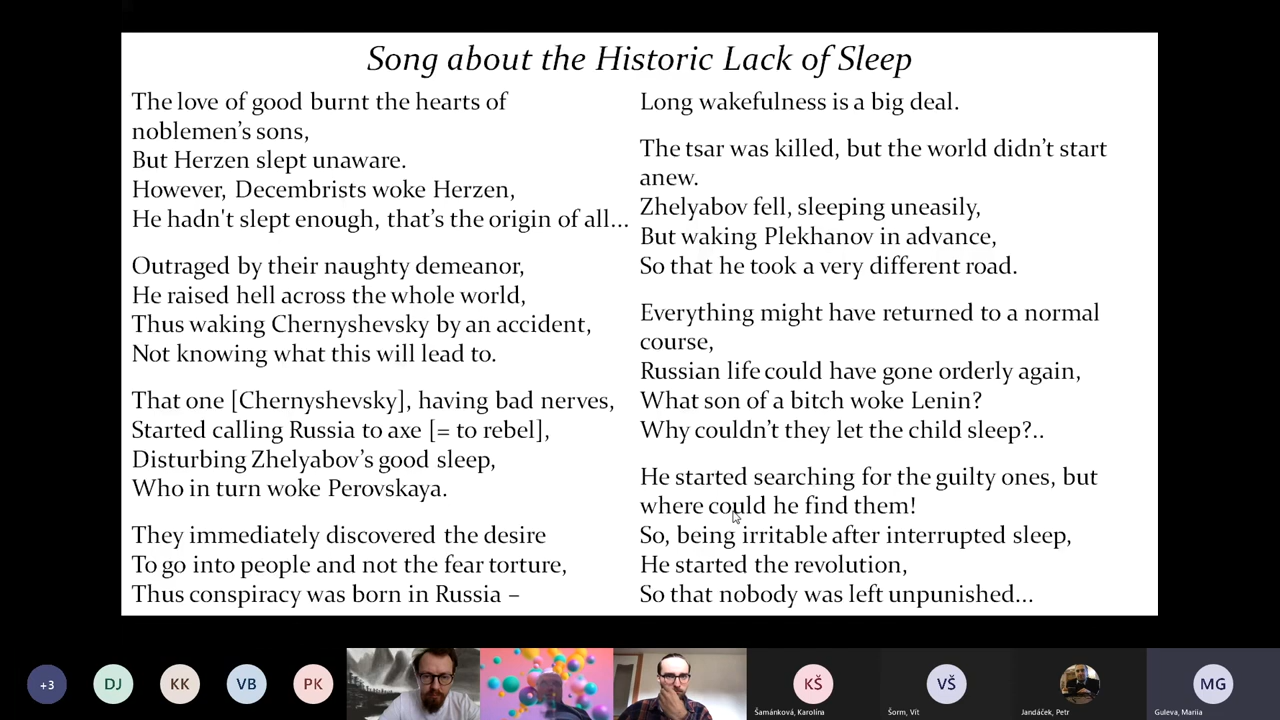 Song about the Historic Lack of Sleep
The love of good burnt the hearts of
noblemen’s sons,
But Herzen slept unaware.
However, Decembrists woke Herzen,
He hadn't slept enough, that’s the origin of all…
Outraged by their naughty demeanor,
He raised hell across the whole world,
Thus waking Chernyshevsky by an accident,
Not knowing what this will lead to.
That one [Chernyshevsky], having bad nerves,
Started calling Russia to axe [= to rebel],
Disturbing Zhelyabov’s good sleep,
Who in turn woke Perovskaya.
They immediately discovered the desire
To go into people and not the fear torture,
Thus conspiracy was born in Russia –
Long wakefulness is a big deal.
The tsar was killed, but the world didn’t start
anew.
Zhelyabov fell, sleeping uneasily,
But waking Plekhanov in advance,
So that he took a very different road.
Everything might have returned to a normal
course,
Russian life could have gone orderly again,
What son of a bitch woke Lenin?
Why couldn’t they let the child sleep?..
He started searching for the guilty ones, but
where could he find them!
So, being irritable after interrupted sleep,
He started the revolution,
So that nobody was left unpunished…
+3
DJ
KK
VB
PK
KŠ
Šamánková, Karolína
VŠ
Šorm, Vít
Jandáček, Petr
MG
Guleva, Mariia